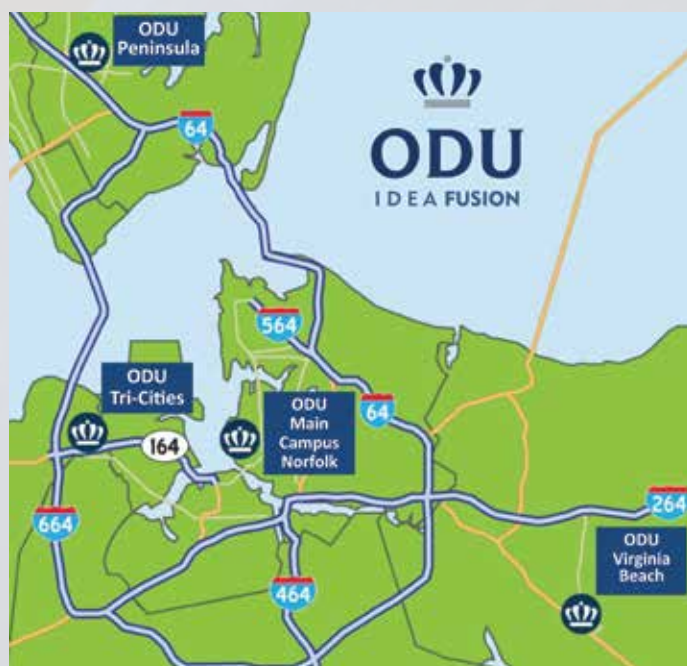 ODU
Peninsula
64
ODU
IDEA FUSION
564
ODU
Tri-Cities
ODU
Main
Campus
Norfolk
64
164
664
264
ODU
Virginia
Beach
464